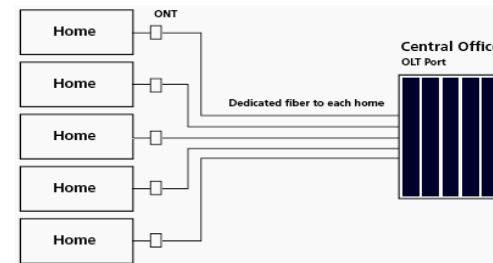 ONT
Home
Central Offic
OLT Port
Home
Dedicated fiber to each home
Home
Home
Home